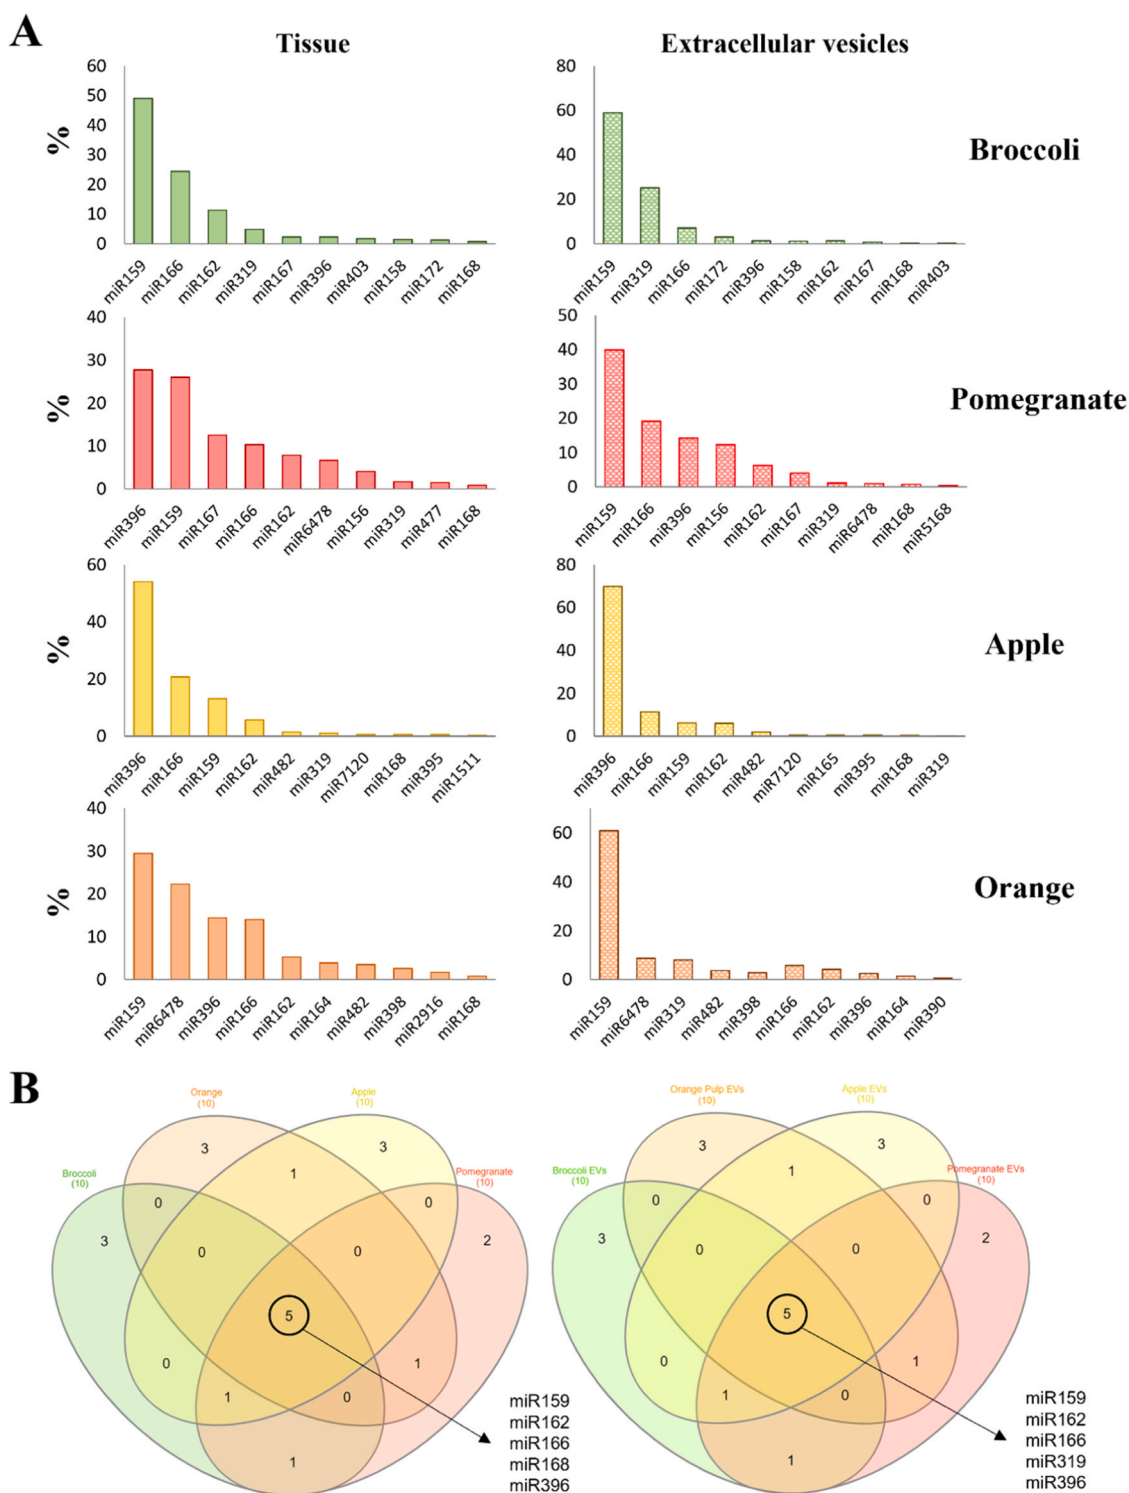 A
Tissue
Extracellular vesicles
%
60
50
40
30
20
10
0
miR159
miR166
miR162
miR319
miR167
miR396
miR403
miR158
miR172
miR168
80
60
40
20
0
miR159
miR319
miR166
miR172
miR396
miR158
miR162
miR167
miR168
miR403
Broccoli
%
40
30
20
10
0
miR396
miR159
miR167
miR166
miR162
miR6478
miR156
miR319
miR477
miR168
50
40
30
20
10
0
miR159
miR166
miR396
miR156
miR162
miR167
miR319
miR6478
miR168
miR5168
Pomegranate
%
60
40
20
0
miR396
miR166
miR159
miR162
miR482
miR319
miR7120
miR168
miR395
miR1511
80
60
40
20
0
miR396
miR166
miR159
miR162
miR482
miR7120
miR165
miR395
miR168
miR319
Apple
%
40
30
20
10
0
miR159
miR6478
miR396
miR166
miR162
miR164
miR482
miR398
miR2916
miR168
60
40
20
0
miR159
miR6478
miR319
miR482
miR398
miR166
miR162
miR396
miR164
miR390
Orange
B
Broccoli
(10)
Orange
(10)
Apple
(10)
Pomegranate
(10)
3
3
1
3
0
0
2
0
0
5
0
1
1
0
1
miR159
miR162
miR166
miR168
miR396
Broccoli EVs
(10)
Orange Pulp EVs
(10)
Apple EVs
(10)
Pomegranate EVs
(10)
3
3
1
3
0
0
2
0
0
5
0
1
1
0
1
miR159
miR162
miR166
miR319
miR396